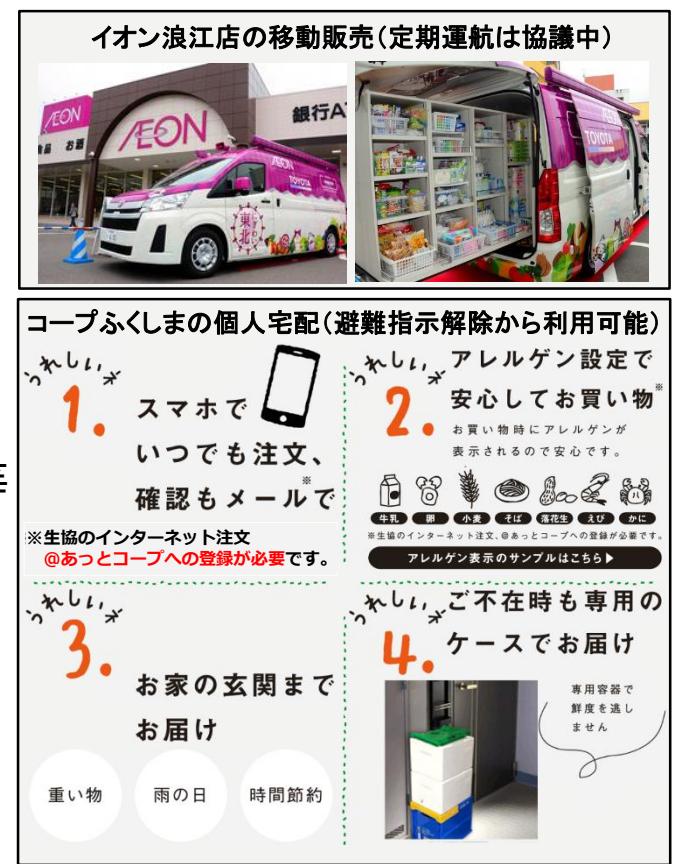 イオン浪江店の移動販売(定期運航は協議中)
ÆON
ÆON
食品 お酒
銀行A
ÆON
TOYOTA
東北
ÆON
TOYOTA
コープふくしまの個人宅配(避難指示解除から利用可能)
うれしい
1.
スマホで
いつでも注文、
確認もメールで※
※生協のインターネット注文
@あっとコープへの登録が必要です。
うれしい
2.
アレルゲン設定で
安心してお買い物※
お買い物時にアレルゲンが
表示されるので安心です。
牛乳 卵 小麦 そば 落花生 えび かに
※生協のインターネット注文、@あっとコープへの登録が必要です。
アレルゲン表示のサンプルはこちら▶
うれしい
3.
お家の玄関まで
お届け
重い物 雨の日 時間節約
うれしい
4.
ご不在時も専用の
ケースでお届け
専用容器で
鮮度を逃し
ません